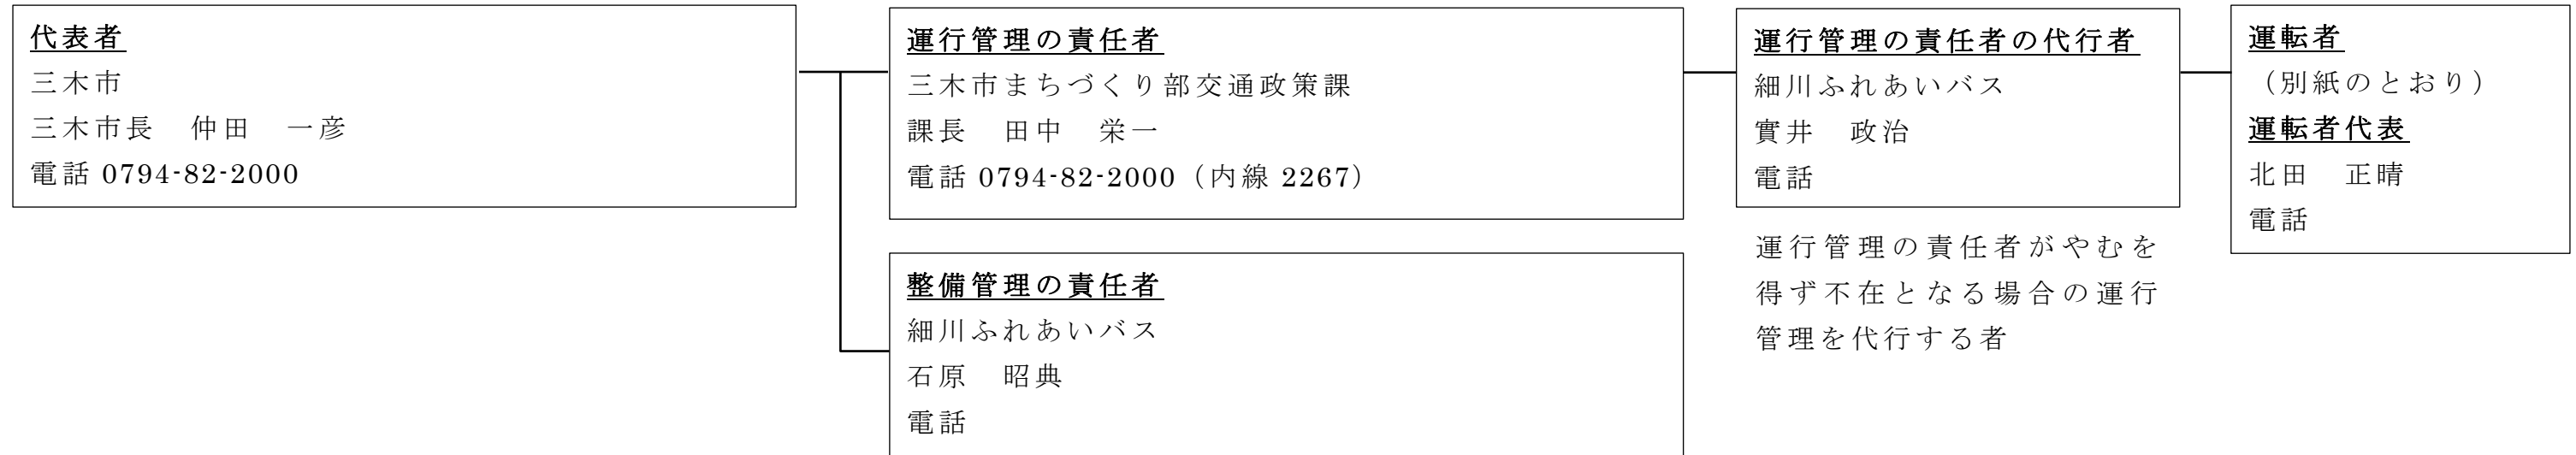 代表者
三木市
三木市長　仲田　一彦
電話 0794-82-2000
運行管理の責任者
三木市まちづくり部交通政策課
課長　田中　栄一
電話 0794-82-2000（内線 2267）
整備管理の責任者
細川ふれあいバス
石原　昭典
電話
運行管理の責任者の代行者
細川ふれあいバス
實井　政治
電話
運行管理の責任者がやむを
得ず不在となる場合の運行
管理を代行する者
運転者
（別紙のとおり）
運転者代表
北田　正晴
電話